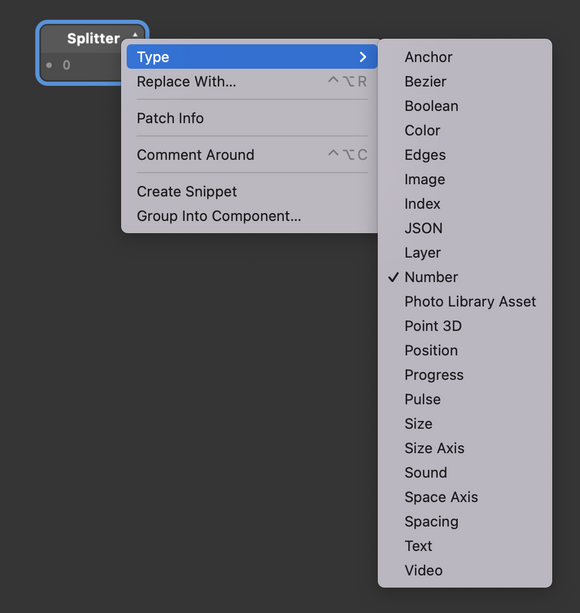 Splitter
0
Type
Replace With... ⌃⌥R
Patch Info
Comment Around ⌃⌥C
Create Snippet
Group Into Component...
Anchor
Bezier
Boolean
Color
Edges
Image
Index
JSON
Layer
✓ Number
Photo Library Asset
Point 3D
Position
Progress
Pulse
Size
Size Axis
Sound
Space Axis
Spacing
Text
Video